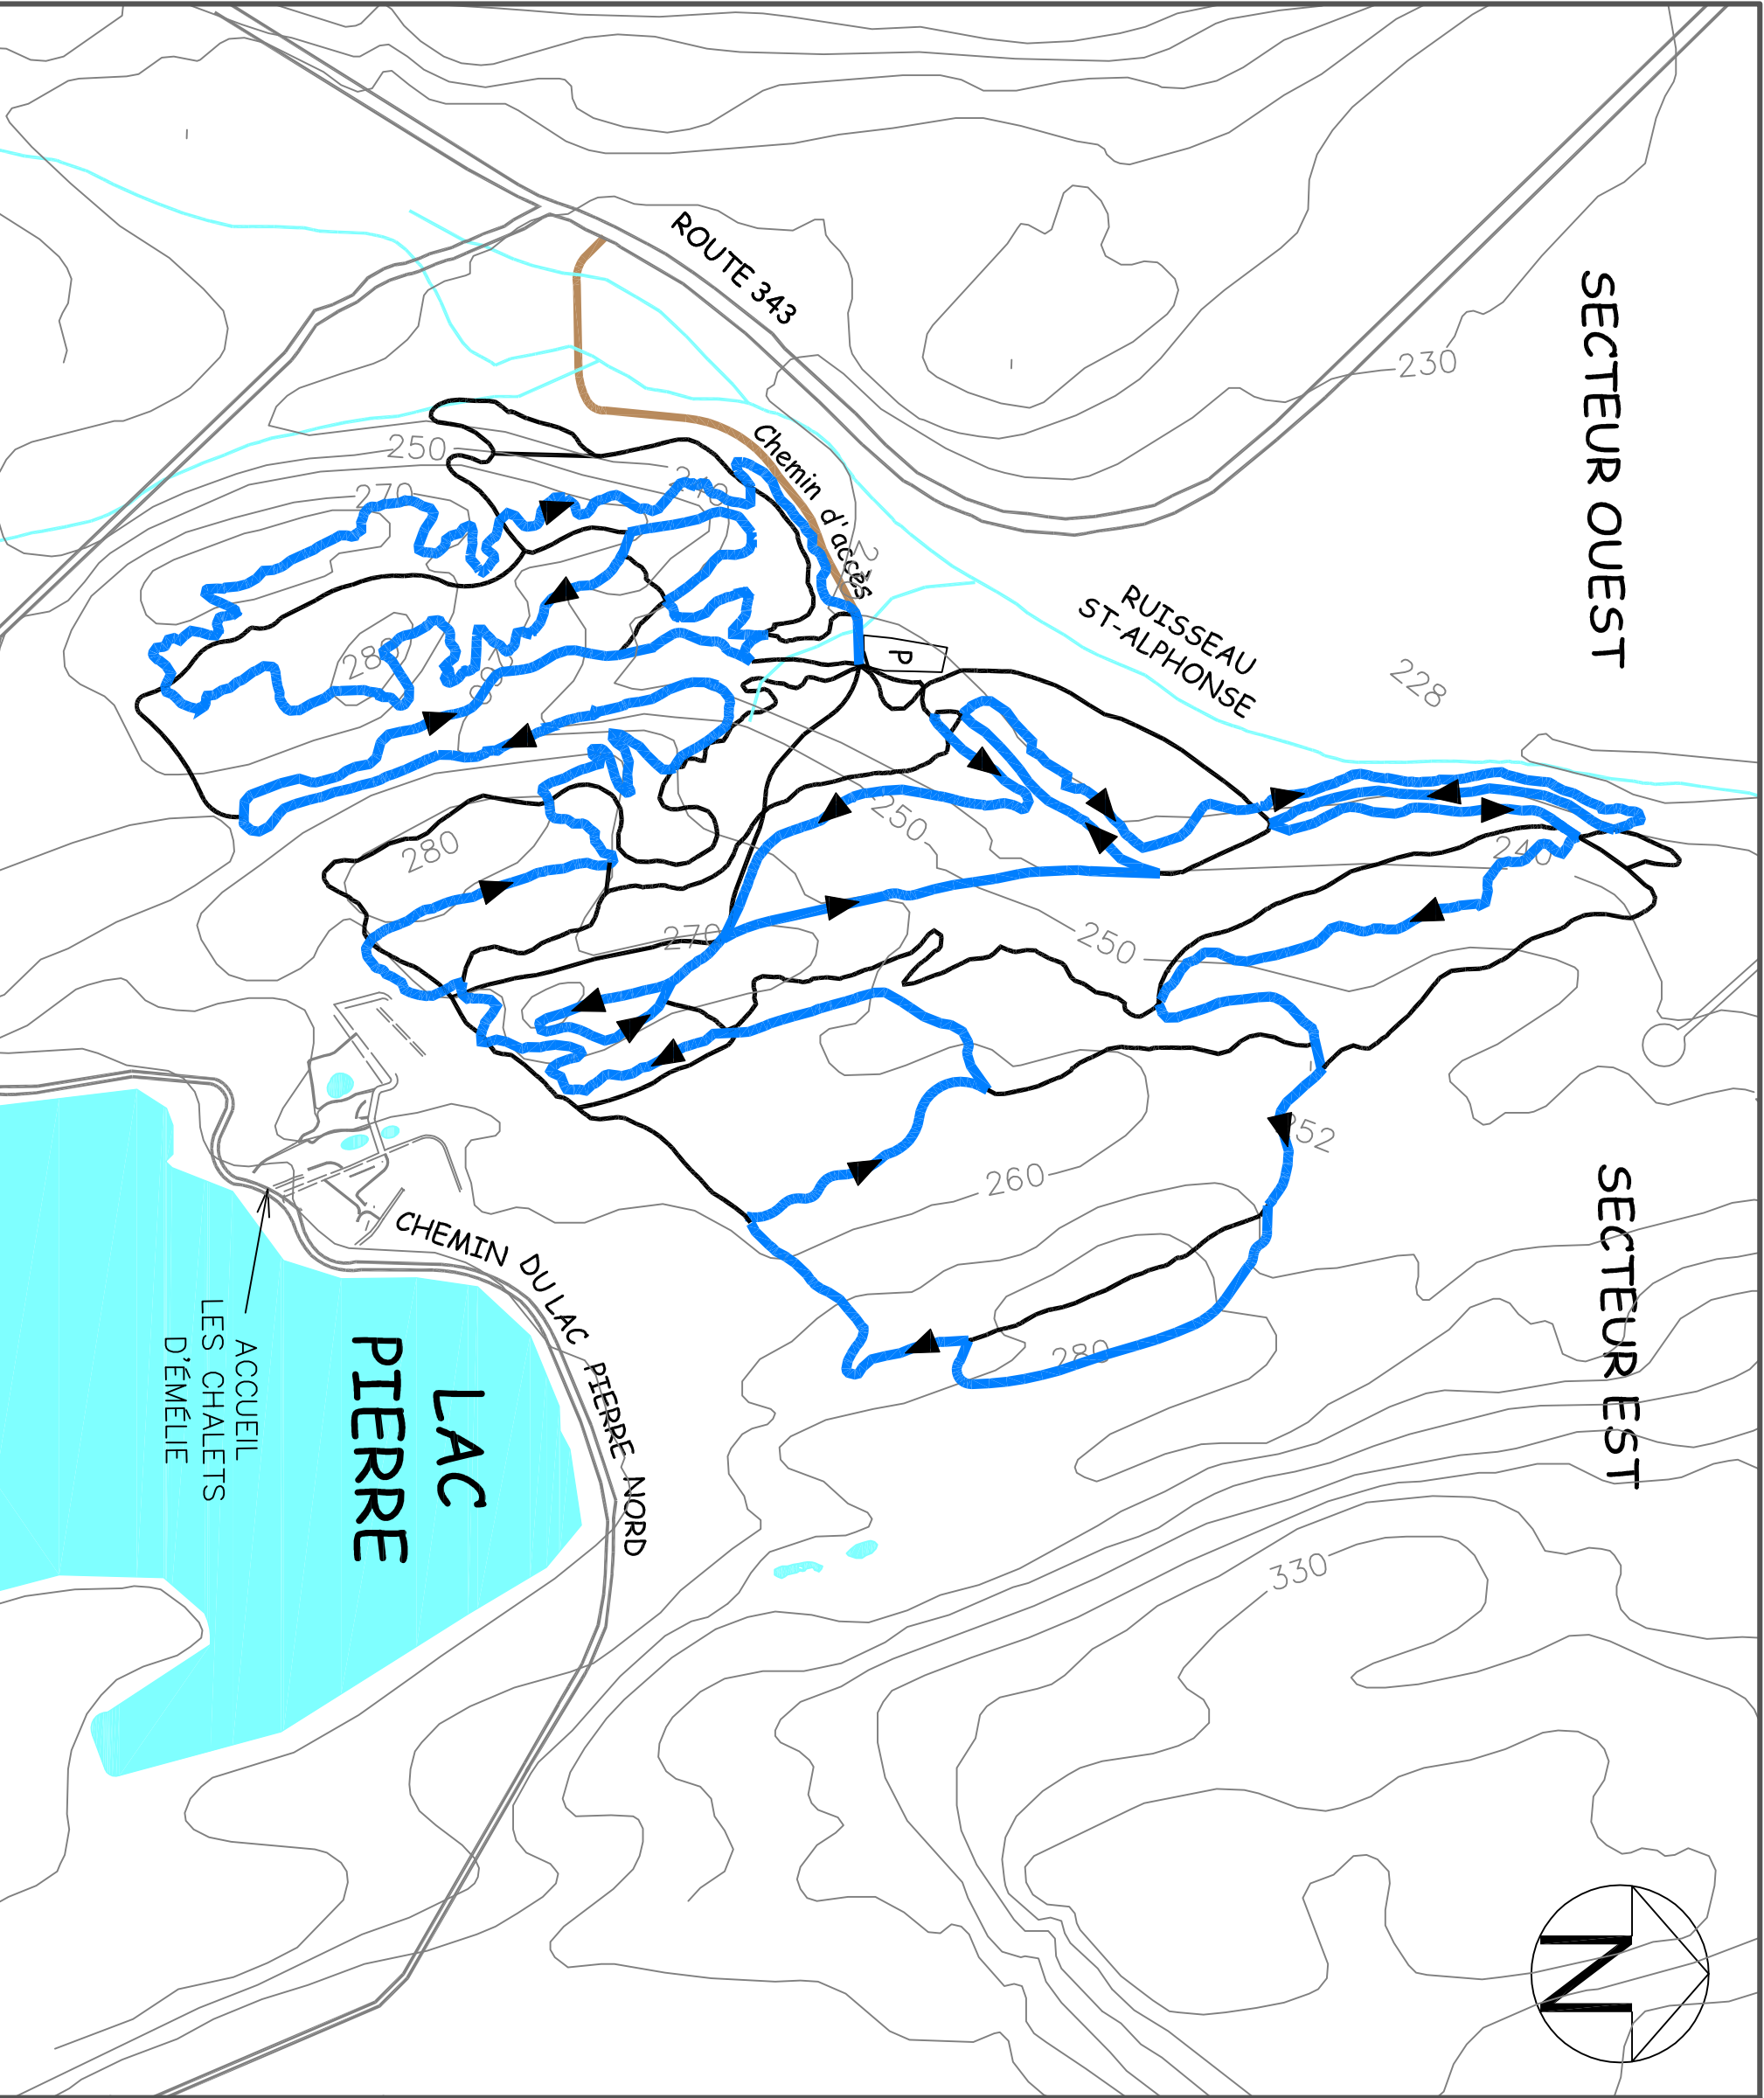 SECTEUR OUEST
SECTEUR EST
230
228
RUISSEAU
ST-ALPHONSE
ROUTE 343
Chemin d'accès
P
250
270
280
250
240
250
270
280
252
260
280
330
CHEMIN DU LAC PIERRE NORD
LAC
PIERRE
ACCUEIL
LES CHALETS
D'ÉMÉLIE
N